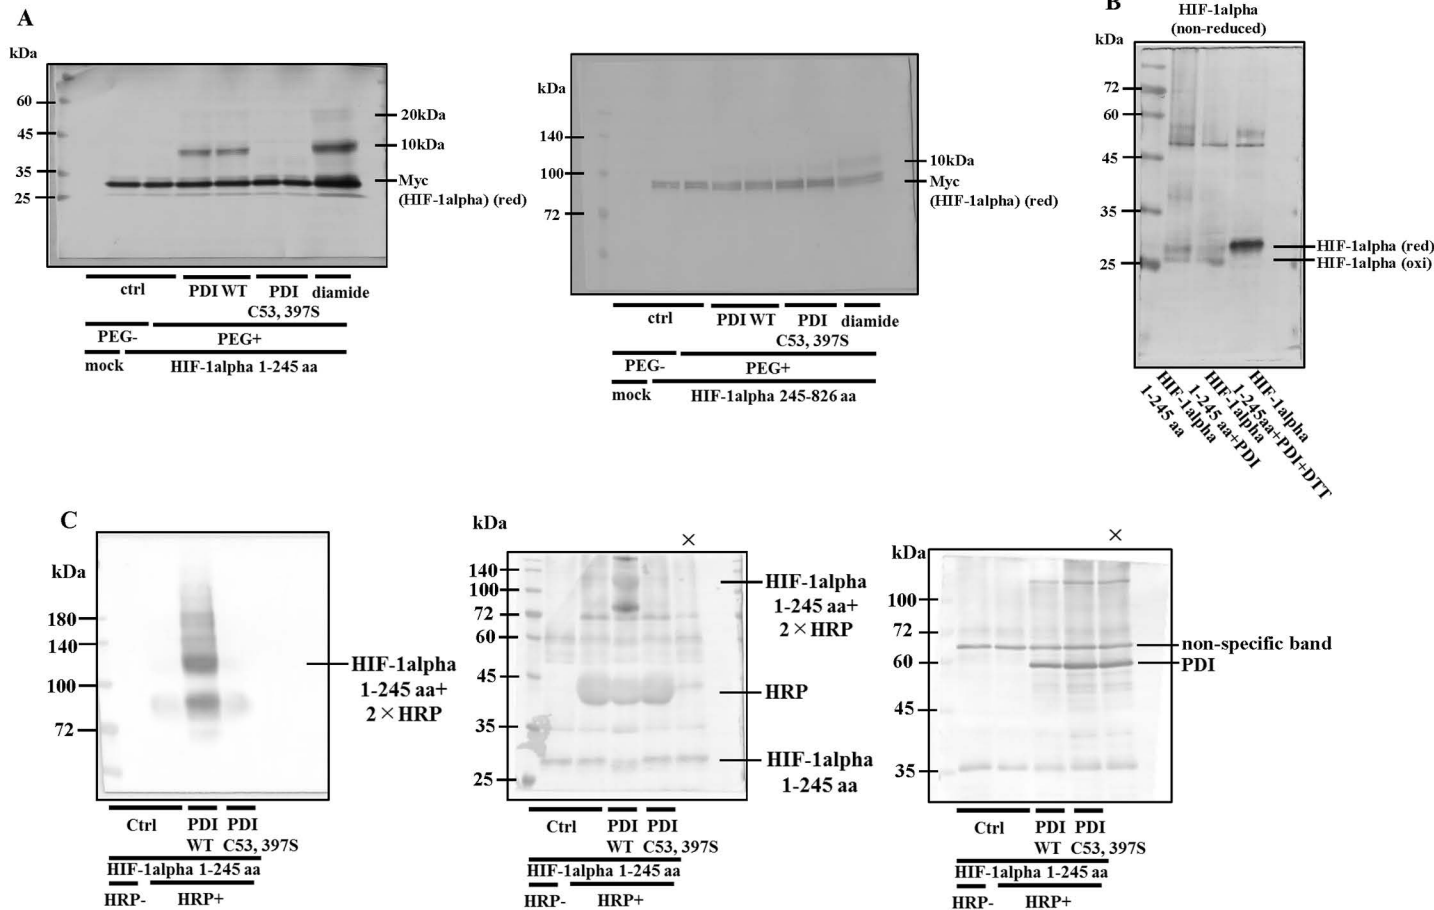 A
kDa
60
45
35
25
20kDa
10kDa
Myc
(HIF-1alpha) (red)
ctrl
PDI WT
PDI
C53, 397S
diamide
PEG-
PEG+
mock
HIF-1alpha 1-245 aa
kDa
140
100
72
10kDa
Myc
(HIF-1alpha) (red)
ctrl
PDI WT
PDI
C53, 397S
diamide
PEG-
PEG+
mock
HIF-1alpha 245-826 aa
B
HIF-1alpha
(non-reduced)
kDa
72
60
45
35
25
HIF-1alpha (red)
HIF-1alpha (oxi)
HIF-1alpha
1-245 aa
HIF-1alpha
1-245 aa+PDI
HIF-1alpha
1-245aa+PDI+DTT
C
kDa
180
140
100
72
HIF-1alpha
1-245 aa+
2×HRP
Ctrl
PDI
WT
PDI
C53, 397S
HIF-1alpha 1-245 aa
HRP-
HRP+
kDa
×
140
100
72
60
45
35
25
HIF-1alpha
1-245 aa+
2×HRP
HRP
HIF-1alpha
1-245 aa
Ctrl
PDI
WT
PDI
C53, 397S
HIF-1alpha 1-245 aa
HRP-
HRP+
×
kDa
100
72
60
45
35
non-specific band
PDI
Ctrl
PDI
WT
PDI
C53, 397S
HIF-1alpha 1-245 aa
HRP-
HRP+